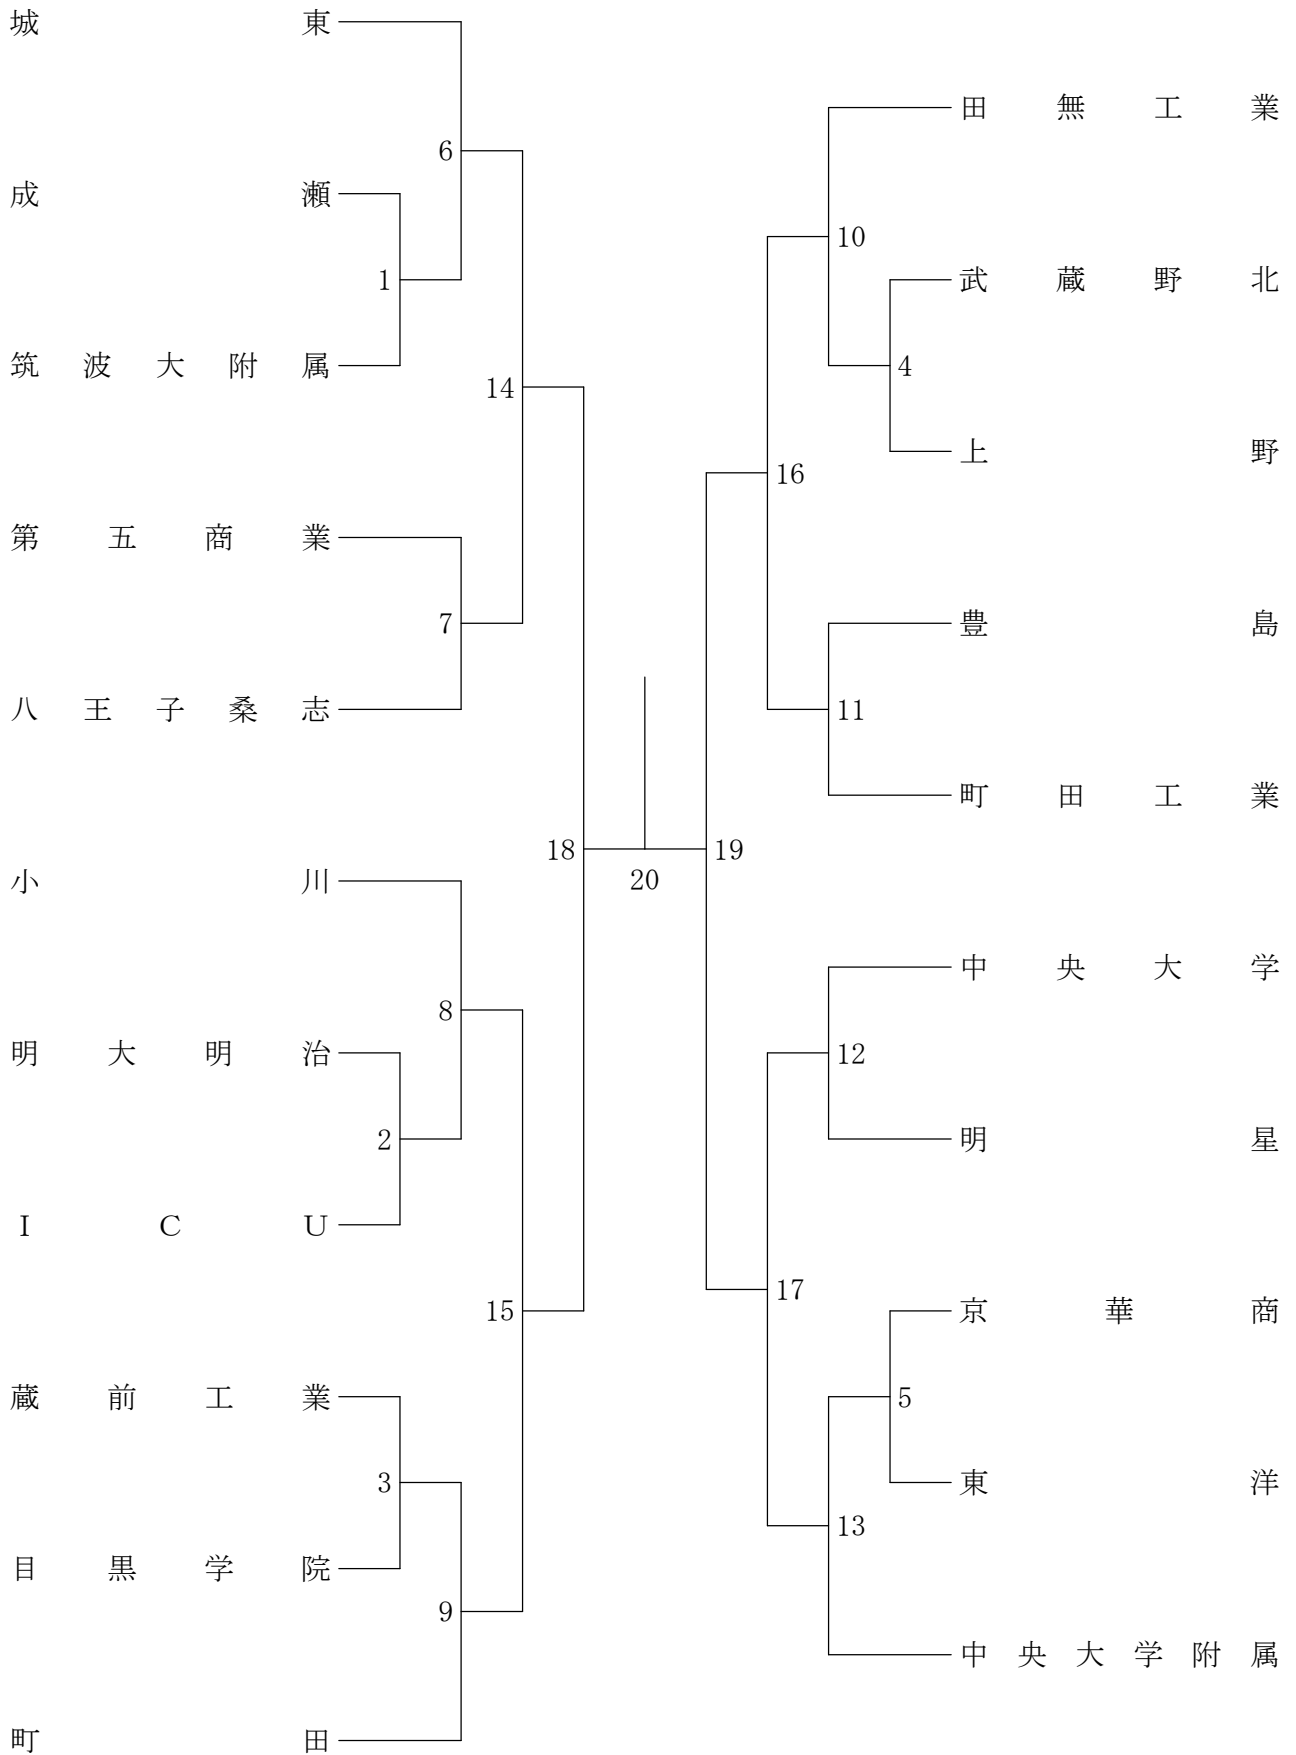 城東
成瀬
筑波大附属
第五商業
八王子桑志
小川
明大明治
ＩＣＵ
蔵前工業
目黒学院
町田
1
2
3
6
7
8
9
14
15
18
20
19
16
17
10
11
12
13
4
5
田無工業
武蔵野北
上野
豊島
町田工業
中央大学
明星
京華商
東洋
中央大学附属